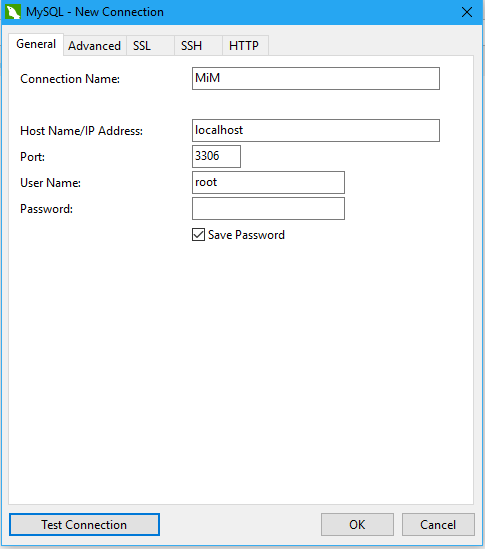 MySQL - New Connection
General Advanced SSL SSH HTTP
Connection Name: MiM
Host Name/IP Address: localhost
Port: 3306
User Name: root
Password:
Save Password
Test Connection OK Cancel